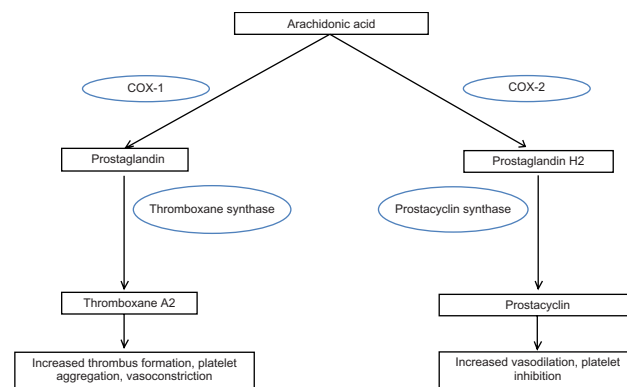 Arachidonic acid
COX-1
COX-2
Prostaglandin
Prostaglandin H2
Thromboxane synthase
Prostacyclin synthase
Thromboxane A2
Prostacyclin
Increased thrombus formation, platelet
aggregation, vasoconstriction
Increased vasodilation, platelet
inhibition